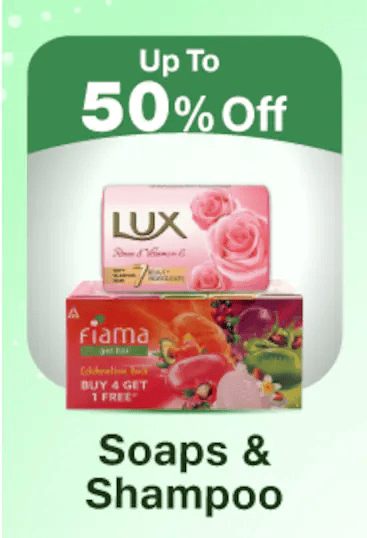 Up To
50% Off
LUX
Rose & Vitamin E
7
fiama
gel bar
Celebration Pack
BUY 4 GET
1 FREE*
Soaps &
Shampoo